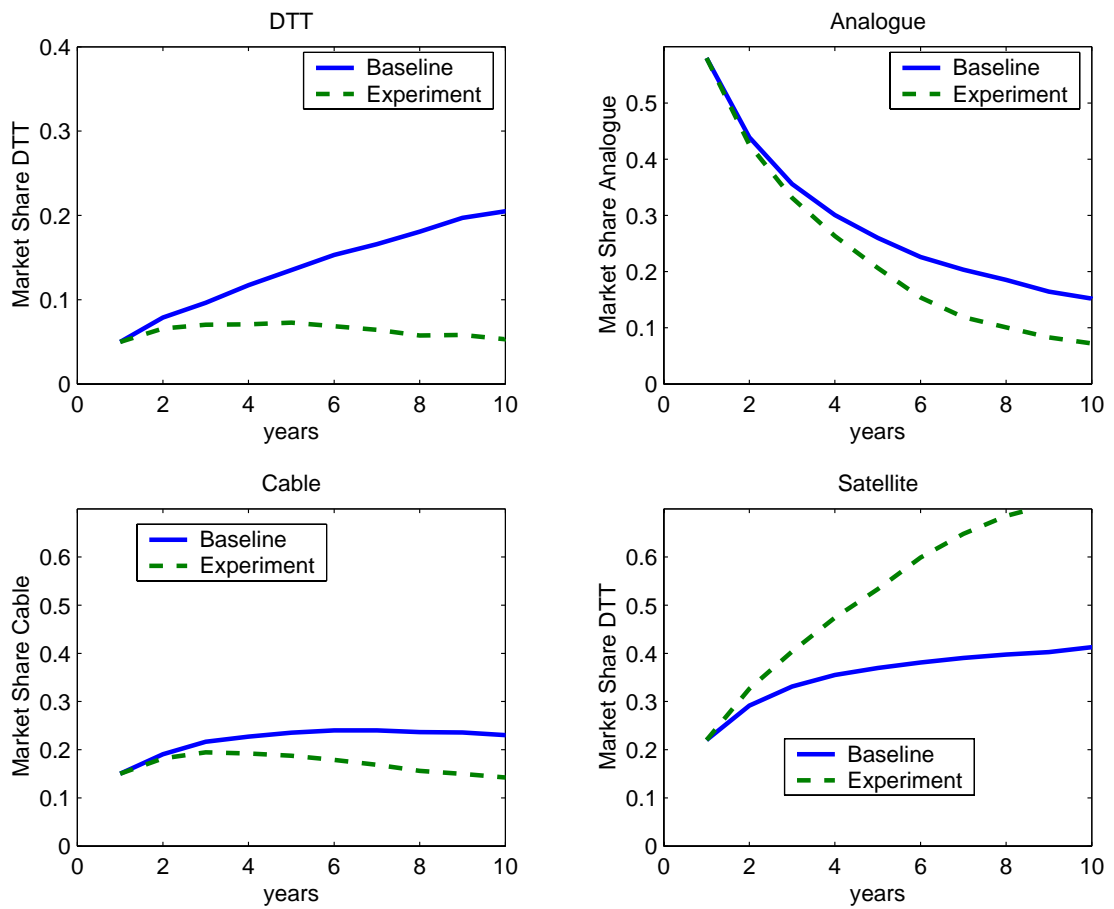 DTT
0.4
0.3
0.2
0.1
0
Market Share DTT
Baseline
Experiment
0 2 4 6 8 10
years
Analogue
0.5
0.4
0.3
0.2
0.1
0
Market Share Analogue
Baseline
Experiment
0 2 4 6 8 10
years
Cable
0.6
0.5
0.4
0.3
0.2
0.1
0
Market Share Cable
Baseline
Experiment
0 2 4 6 8 10
years
Satellite
0.6
0.5
0.4
0.3
0.2
0.1
0
Market Share DTT
Baseline
Experiment
0 2 4 6 8 10
years